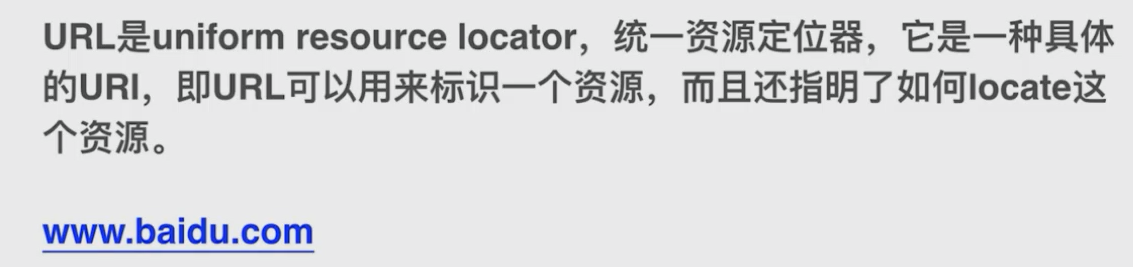 URL是uniform resource locator，统一资源定位器，它是一种具体
的URI，即URL可以用来标识一个资源，而且还指明了如何locate这
个资源。
www.baidu.com